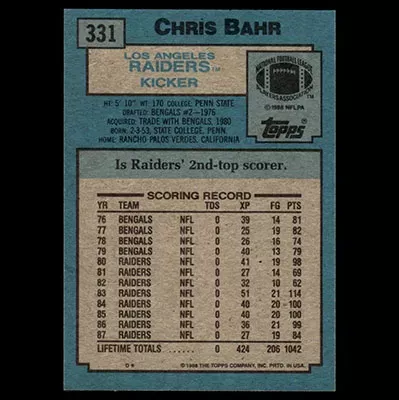 331
CHRIS BAHR
LOS ANGELES
RAIDERS™
KICKER
NATIONAL FOOTBALL LEAGUE
PLAYERS ASSOCIATION
© 1988 NFLPA
Topps
HT: 5' 10" WT: 170 COLLEGE: PENN STATE
DRAFTED: BENGALS #2—1976
ACQUIRED: TRADE WITH BENGALS, 1980
BORN: 2-3-53, STATE COLLEGE, PENN.
HOME: RANCHO PALOS VERDES, CALIFORNIA
Is Raiders' 2nd-top scorer.
SCORING RECORD
YR TEAM TDS XP FG PTS
76 BENGALS NFL 0 39 14 81
77 BENGALS NFL 0 25 19 82
78 BENGALS NFL 0 26 16 74
79 BENGALS NFL 0 40 13 79
80 RAIDERS NFL 0 41 19 98
81 RAIDERS NFL 0 27 14 69
82 RAIDERS NFL 0 32 10 62
83 RAIDERS NFL 0 51 21 114
84 RAIDERS NFL 0 40 20 100
85 RAIDERS NFL 0 40 20 100
86 RAIDERS NFL 0 36 21 99
87 RAIDERS NFL 0 27 19 84
LIFETIME TOTALS ..... 0 424 206 1042
D* © 1988 THE TOPPS COMPANY, INC. PRTD. IN U.S.A.